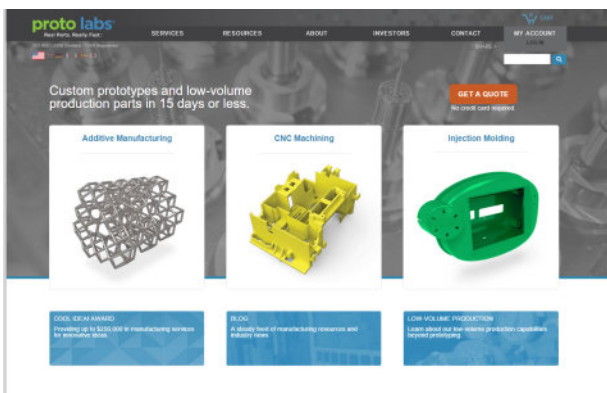 proto labs
Real Parts. Really Fast.
CART
SERVICES
RESOURCES
ABOUT
INVESTORS
CONTACT
MY ACCOUNT
LOG IN
SHARE +
Custom prototypes and low-volume
production parts in 15 days
or less.
GET A QUOTE
No credit card required
Additive Manufacturing
CNC Machining
Injection Molding
COOL IDEA! AWARD
Providing up to $250,000 in manufacturing services
for innovative ideas.
BLOG
A steady feed of manufacturing resources and
industry news.
LOW-VOLUME PRODUCTION
Learn about our low-volume production capabilities
beyond prototyping.